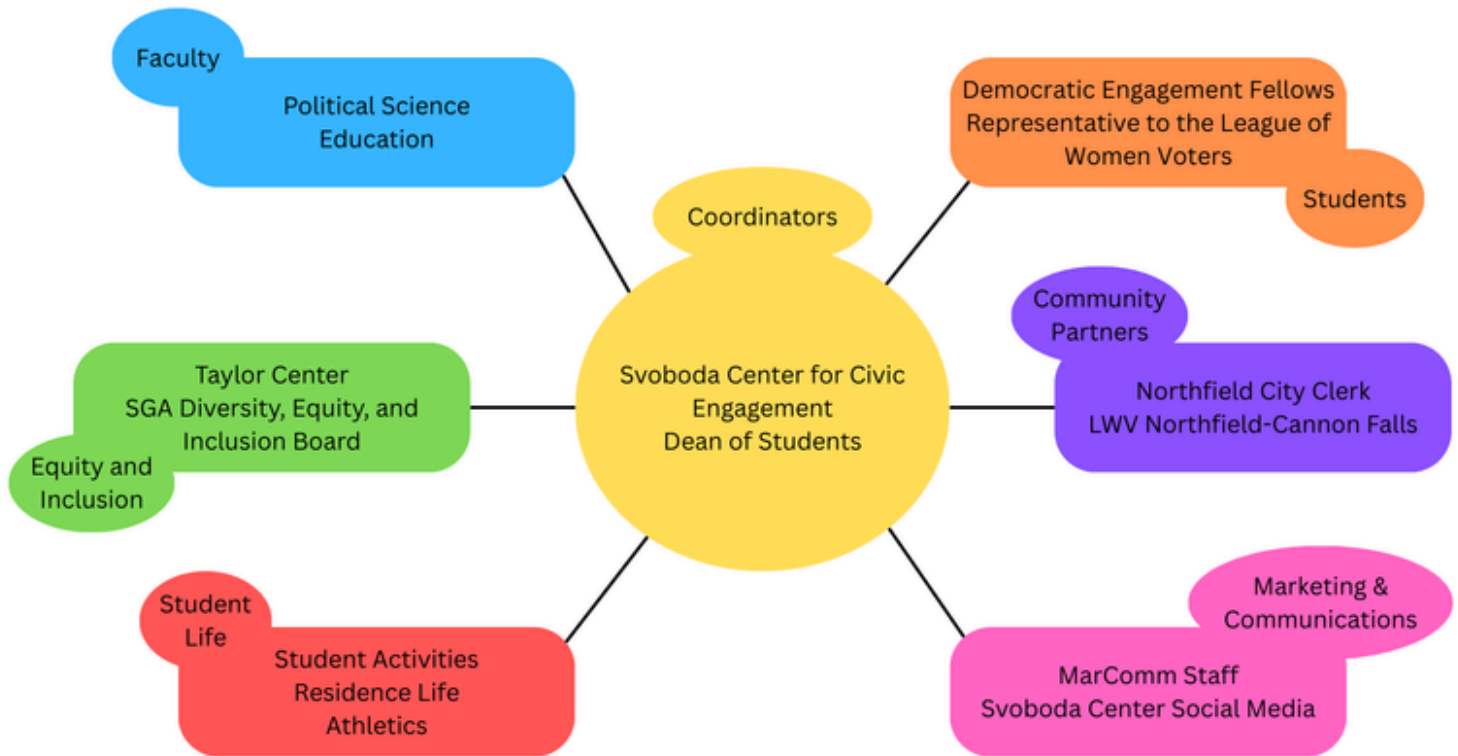 Faculty
Political Science
Education
Democratic Engagement Fellows
Representative to the League of
Women Voters
Students
Coordinators
Svoboda Center for Civic
Engagement
Dean of Students
Community
Partners
Northfield City Clerk
LWV Northfield-Cannon Falls
Taylor Center
SGA Diversity, Equity, and
Inclusion Board
Equity and
Inclusion
Student
Life
Student Activities
Residence Life
Athletics
Marketing &
Communications
MarComm Staff
Svoboda Center Social Media